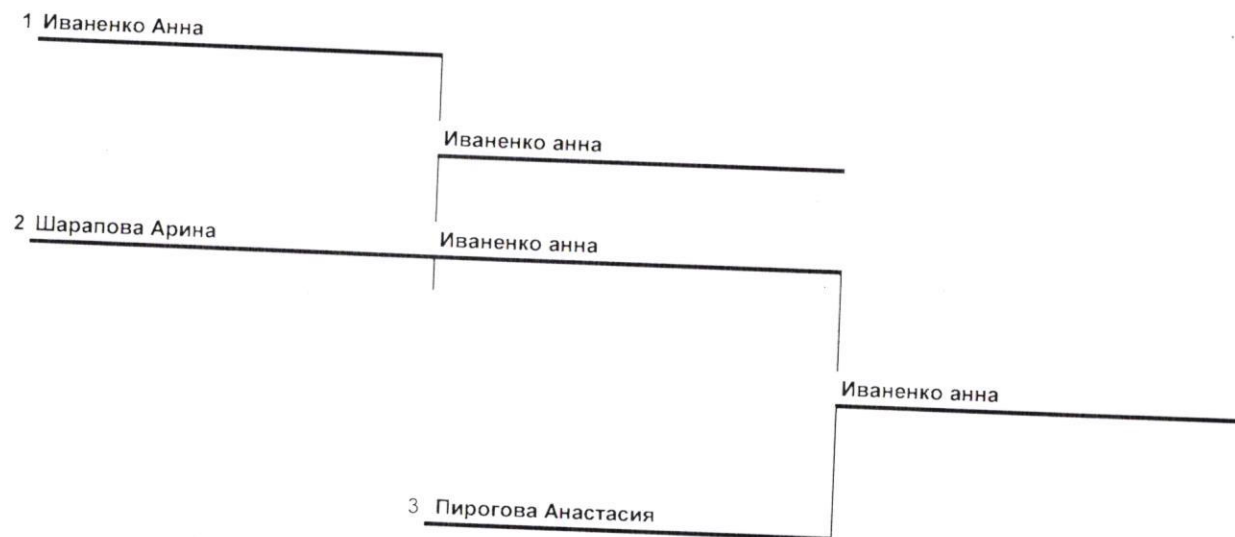 1 Иваненко Анна
Иваненко анна
2 Шарапова Арина
Иваненко анна
Иваненко анна
3 Пирогова Анастасия